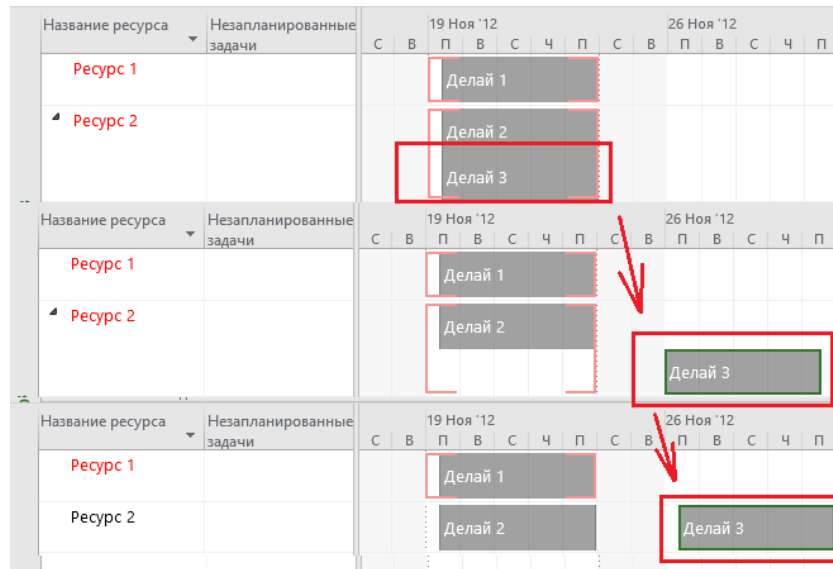 Название ресурса Незапланированные задачи 19 Ноя '12 26 Ноя '12
С В П В С Ч П С В П В С Ч П
Ресурс 1 Делай 1
Ресурс 2 Делай 2
Делай 3
Название ресурса Незапланированные задачи 19 Ноя '12 26 Ноя '12
С В П В С Ч П С В П В С Ч П
Ресурс 1 Делай 1
Ресурс 2 Делай 2
Делай 3
Название ресурса Незапланированные задачи 19 Ноя '12 26 Ноя '12
С В П В С Ч П С В П В С Ч П
Ресурс 1 Делай 1
Ресурс 2 Делай 2 Делай 3